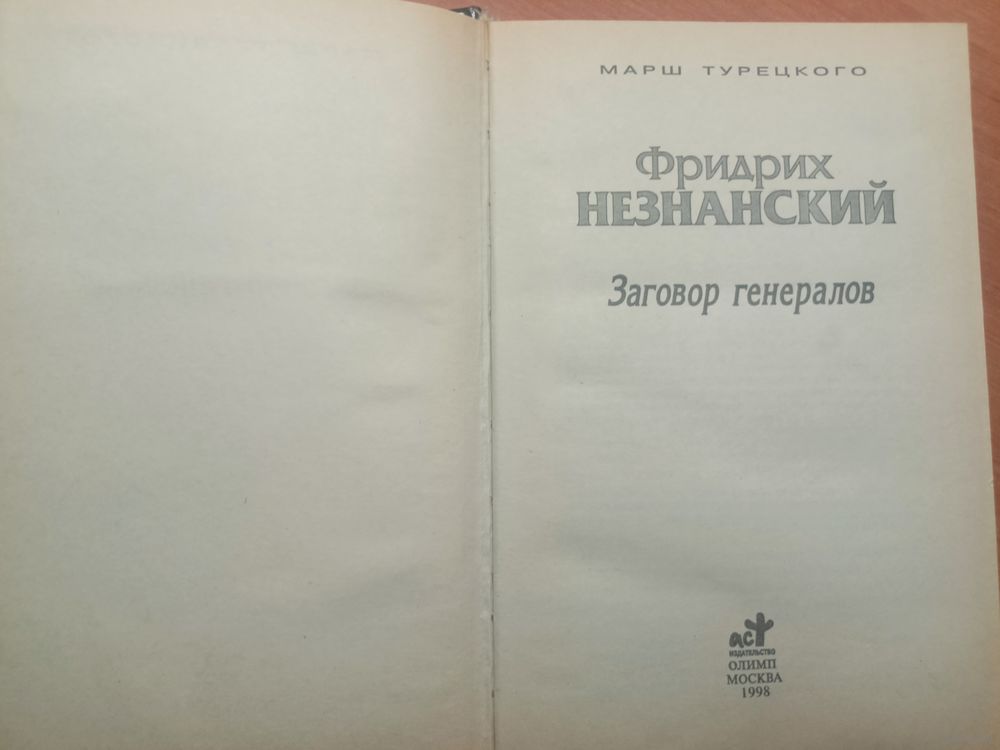 МАРШ ТУРЕЦКОГО
Фридрих
НЕЗНАНСКИЙ
Заговор генералов
аст
ИЗДАТЕЛЬСТВО
ОЛИМП
МОСКВА
1998